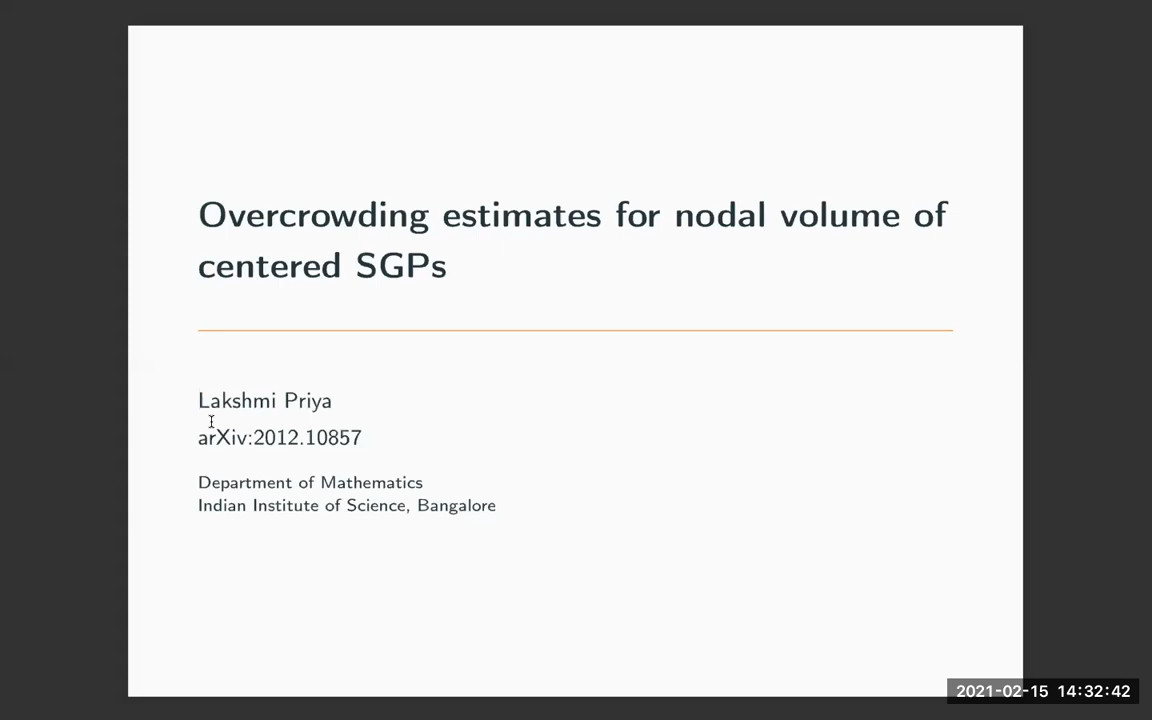 Overcrowding estimates for nodal volume of
centered SGPs
Lakshmi Priya
arXiv:2012.10857
Department of Mathematics
Indian Institute of Science, Bangalore
2021-02-15 14:32:42